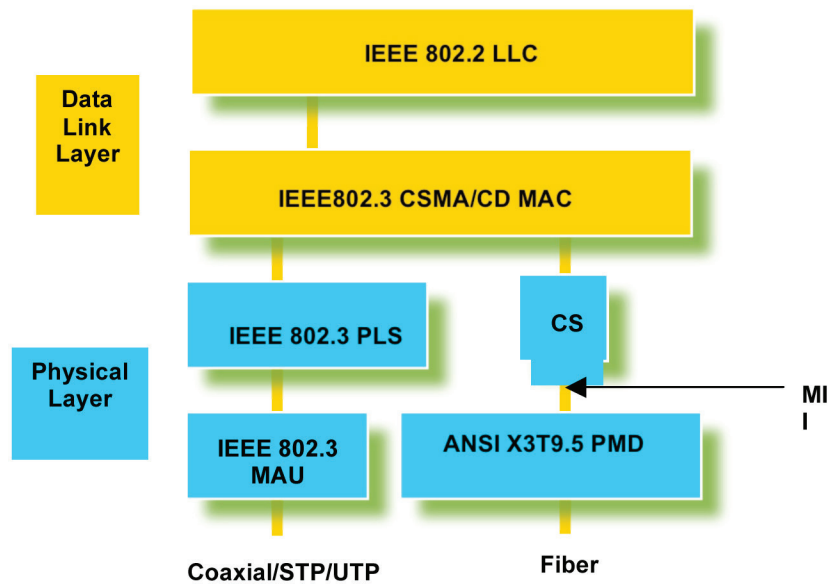 IEEE 802.2 LLC
Data
Link
Layer
IEEE802.3 CSMA/CD MAC
IEEE 802.3 PLS
CS
Physical
Layer
MI
I
IEEE 802.3
MAU
ANSI X3T9.5 PMD
Coaxial/STP/UTP
Fiber